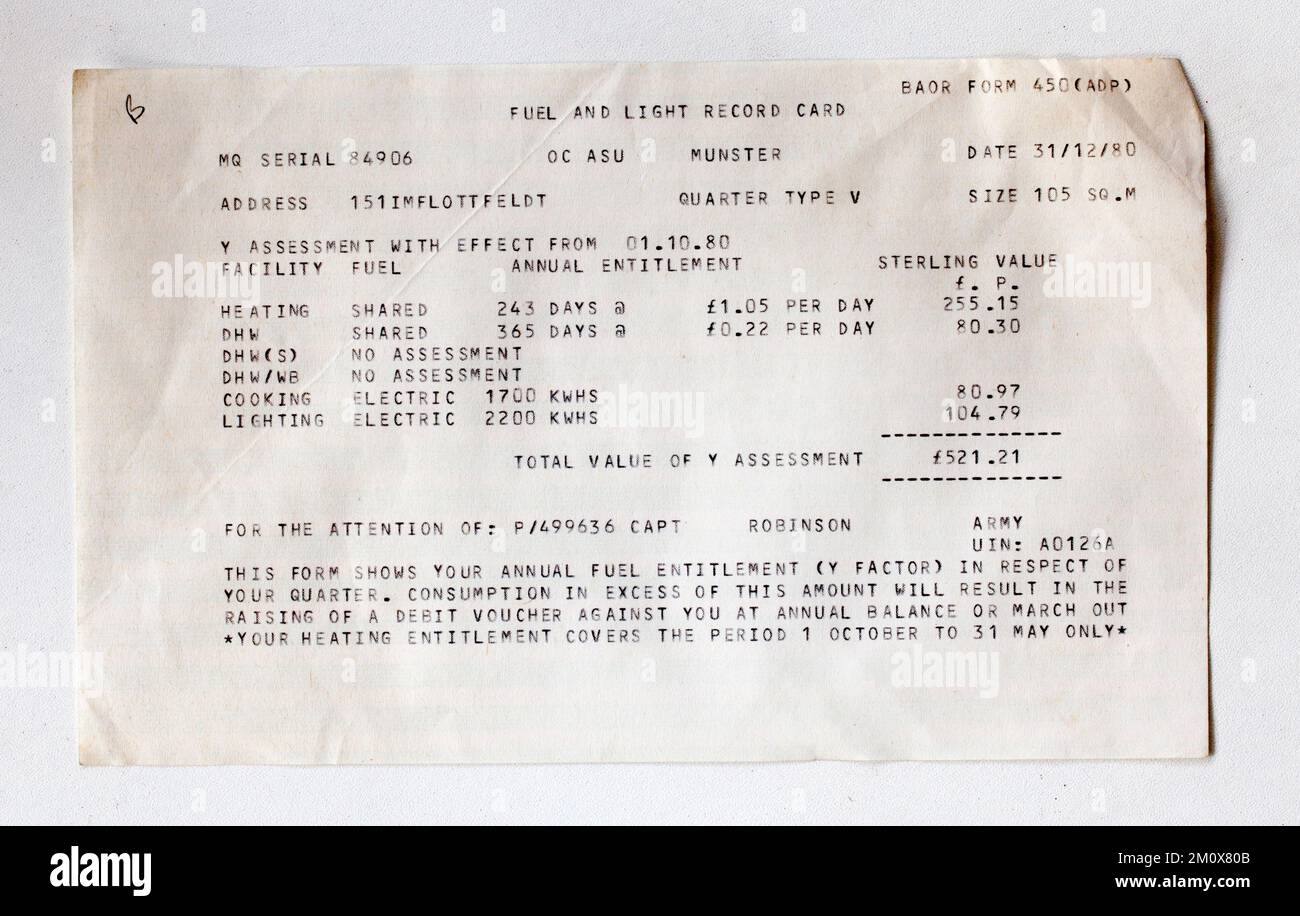 BAOR FORM 450(ADP)
FUEL AND LIGHT RECORD CARD
MQ SERIAL 84906 OC ASU MUNSTER DATE 31/12/80
ADDRESS 151IMFLOTTFELDT QUARTER TYPE V SIZE 105 SQ.M
Y ASSESSMENT WITH EFFECT FROM 01.10.80
FACILITY FUEL ANNUAL ENTITLEMENT STERLING VALUE
£. P.
HEATING SHARED 243 DAYS @ £1.05 PER DAY 255.15
DHW SHARED 365 DAYS @ £0.22 PER DAY 80.30
DHW(S) NO ASSESSMENT
DHW/WB NO ASSESSMENT
COOKING ELECTRIC 1700 KWHS 80.97
LIGHTING ELECTRIC 2200 KWHS 104.79
TOTAL VALUE OF Y ASSESSMENT £521.21
FOR THE ATTENTION OF: P/499636 CAPT ROBINSON ARMY
UIN: A0126A
THIS FORM SHOWS YOUR ANNUAL FUEL ENTITLEMENT (Y FACTOR) IN RESPECT OF
YOUR QUARTER. CONSUMPTION IN EXCESS OF THIS AMOUNT WILL RESULT IN THE
RAISING OF A DEBIT VOUCHER AGAINST YOU AT ANNUAL BALANCE OR MARCH OUT
*YOUR HEATING ENTITLEMENT COVERS THE PERIOD 1 OCTOBER TO 31 MAY ONLY*
alamy
Image ID: 2M0X80B
www.alamy.com